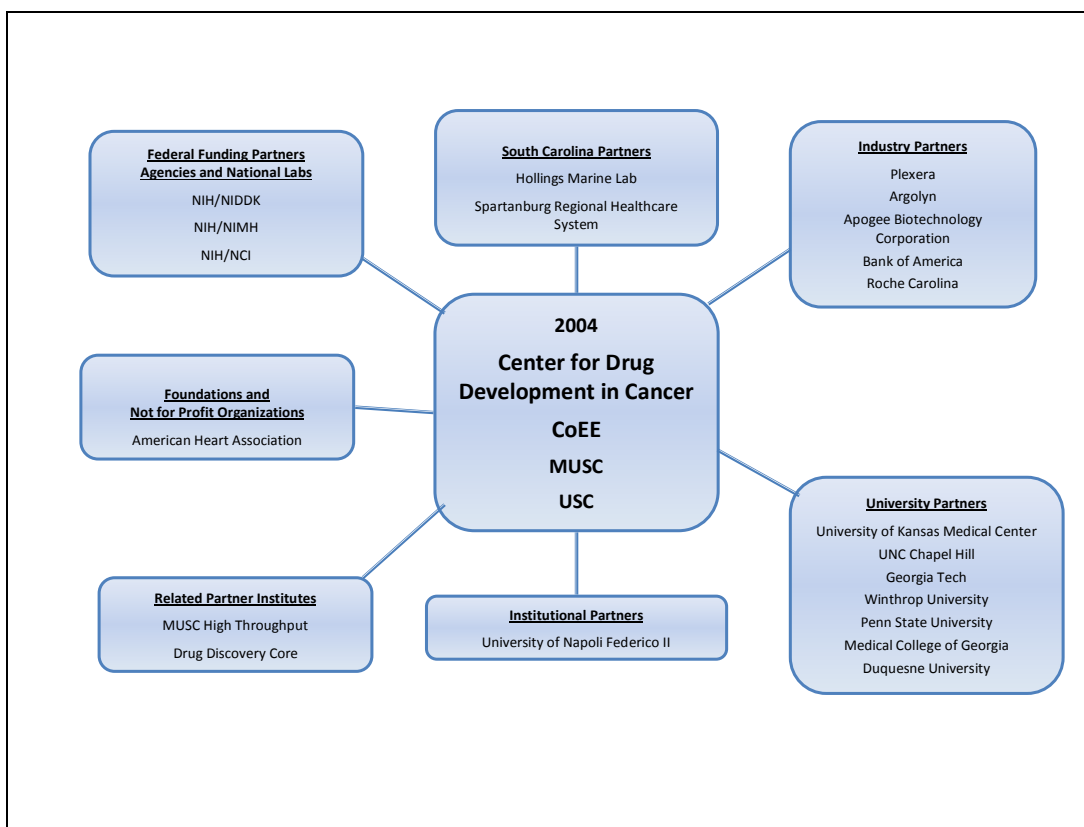 Federal Funding Partners
Agencies and National Labs
NIH/NIDDK
NIH/NIMH
NIH/NCI
South Carolina Partners
Hollings Marine Lab
Spartanburg Regional Healthcare
System
Industry Partners
Plexera
Argolyn
Apogee Biotechnology
Corporation
Bank of America
Roche Carolina
2004
Center for Drug
Development in Cancer
CoEE
MUSC
USC
Foundations and
Not for Profit Organizations
American Heart Association
University Partners
University of Kansas Medical Center
UNC Chapel Hill
Georgia Tech
Winthrop University
Penn State University
Medical College of Georgia
Duquesne University
Related Partner Institutes
MUSC High Throughput
Drug Discovery Core
Institutional Partners
University of Napoli Federico II